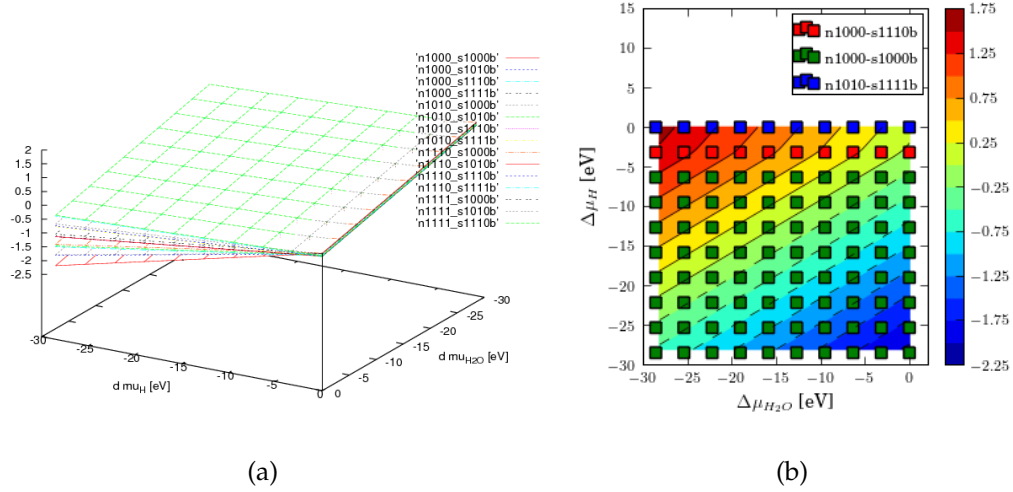 'n1000_s1000b'
'n1000_s1010b'
'n1000_s1110b'
'n1000_s1111b'
'n1010_s1000b'
'n1010_s1010b'
'n1010_s1110b'
'n1010_s1111b'
'n1110_s1000b'
'n1110_s1010b'
'n1110_s1110b'
'n1110_s1111b'
'n1111_s1000b'
'n1111_s1010b'
'n1111_s1110b'
2
1.5
1
0.5
0
-0.5
-1
-1.5
-2
-2.5
-30
-25
-20
-15
-10
-5
0
d mu_H [eV]
0
-5
-10
-15
-20
-25
-30
d mu_H2O [eV]
(a)
n1000-s1110b
n1000-s1000b
n1010-s1111b
15
10
5
0
−5
−10
−15
−20
−25
−30
Δμ_H [eV]
−30 −25 −20 −15 −10 −5 0
Δμ_{H_2O} [eV]
1.75
1.25
0.75
0.25
−0.25
−0.75
−1.25
−1.75
−2.25
(b)